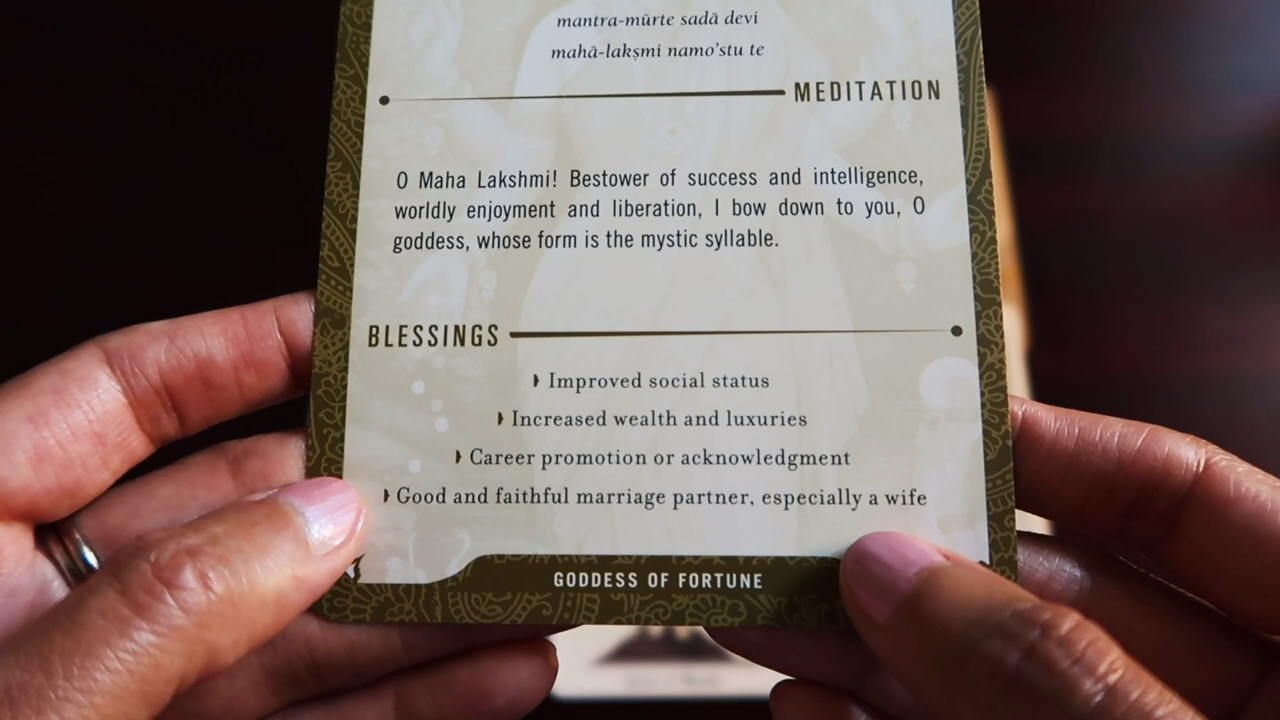 mantra-mūrte sadā devi
mahā-lakṣmi namo'stu te
MEDITATION
O Maha Lakshmi! Bestower of success and intelligence,
worldly enjoyment and liberation, I bow down to you, O
goddess, whose form is the mystic syllable.
BLESSINGS
Improved social status
Increased wealth and luxuries
Career promotion or acknowledgment
Good and faithful marriage partner, especially a wife
GODDESS OF FORTUNE